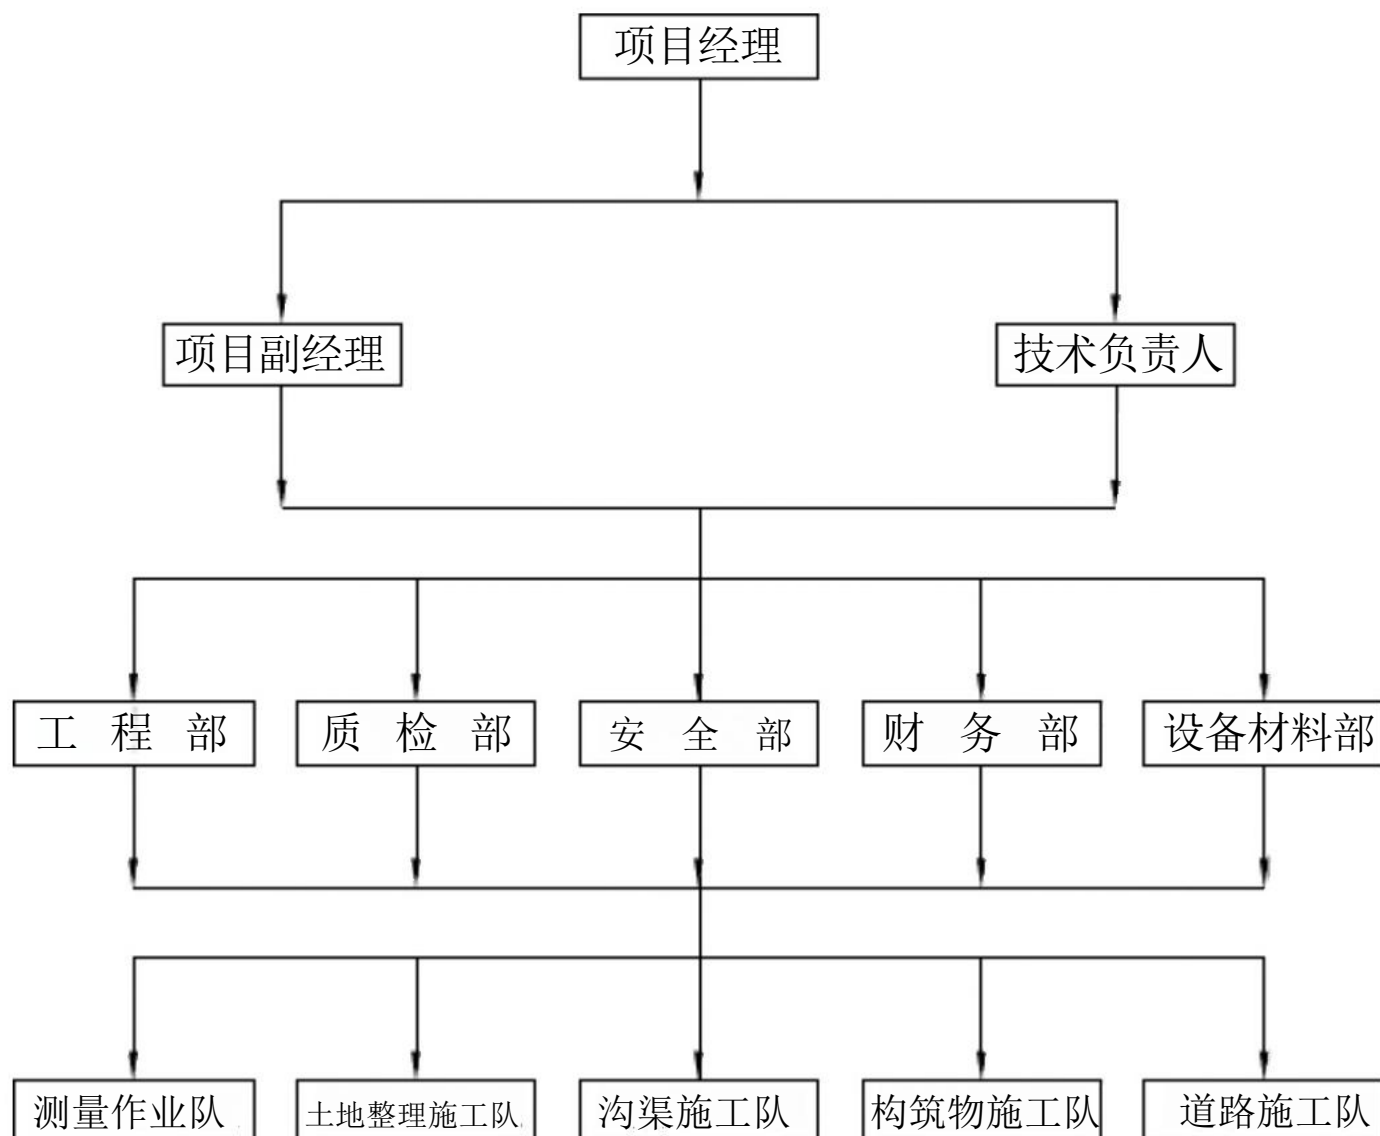 项目经理
项目副经理
技术负责人
工程部
质检部
安全部
财务部
设备材料部
测量作业队
土地整理施工队
沟渠施工队
构筑物施工队
道路施工队